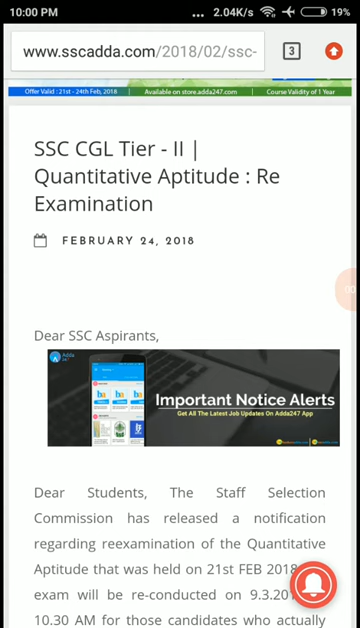 10:00 PM ... 2.04K/s 19%
www.sscadda.com/2018/02/ssc-
3
Offer Valid : 21st - 24th Feb, 2018 | Available on store.adda247.com | Course Validity of 1 Year
SSC CGL Tier - II |
Quantitative Aptitude : Re
Examination
FEBRUARY 24, 2018
Dear SSC Aspirants,
Adda
247
Important Notice Alerts
Get All The Latest Job Updates On Adda247 App
Dear Students, The Staff Selection
Commission has released a notification
regarding reexamination of the Quantitative
Aptitude that was held on 21st FEB 2018
exam will be re-conducted on 9.3.20
10.30 AM for those candidates who actually